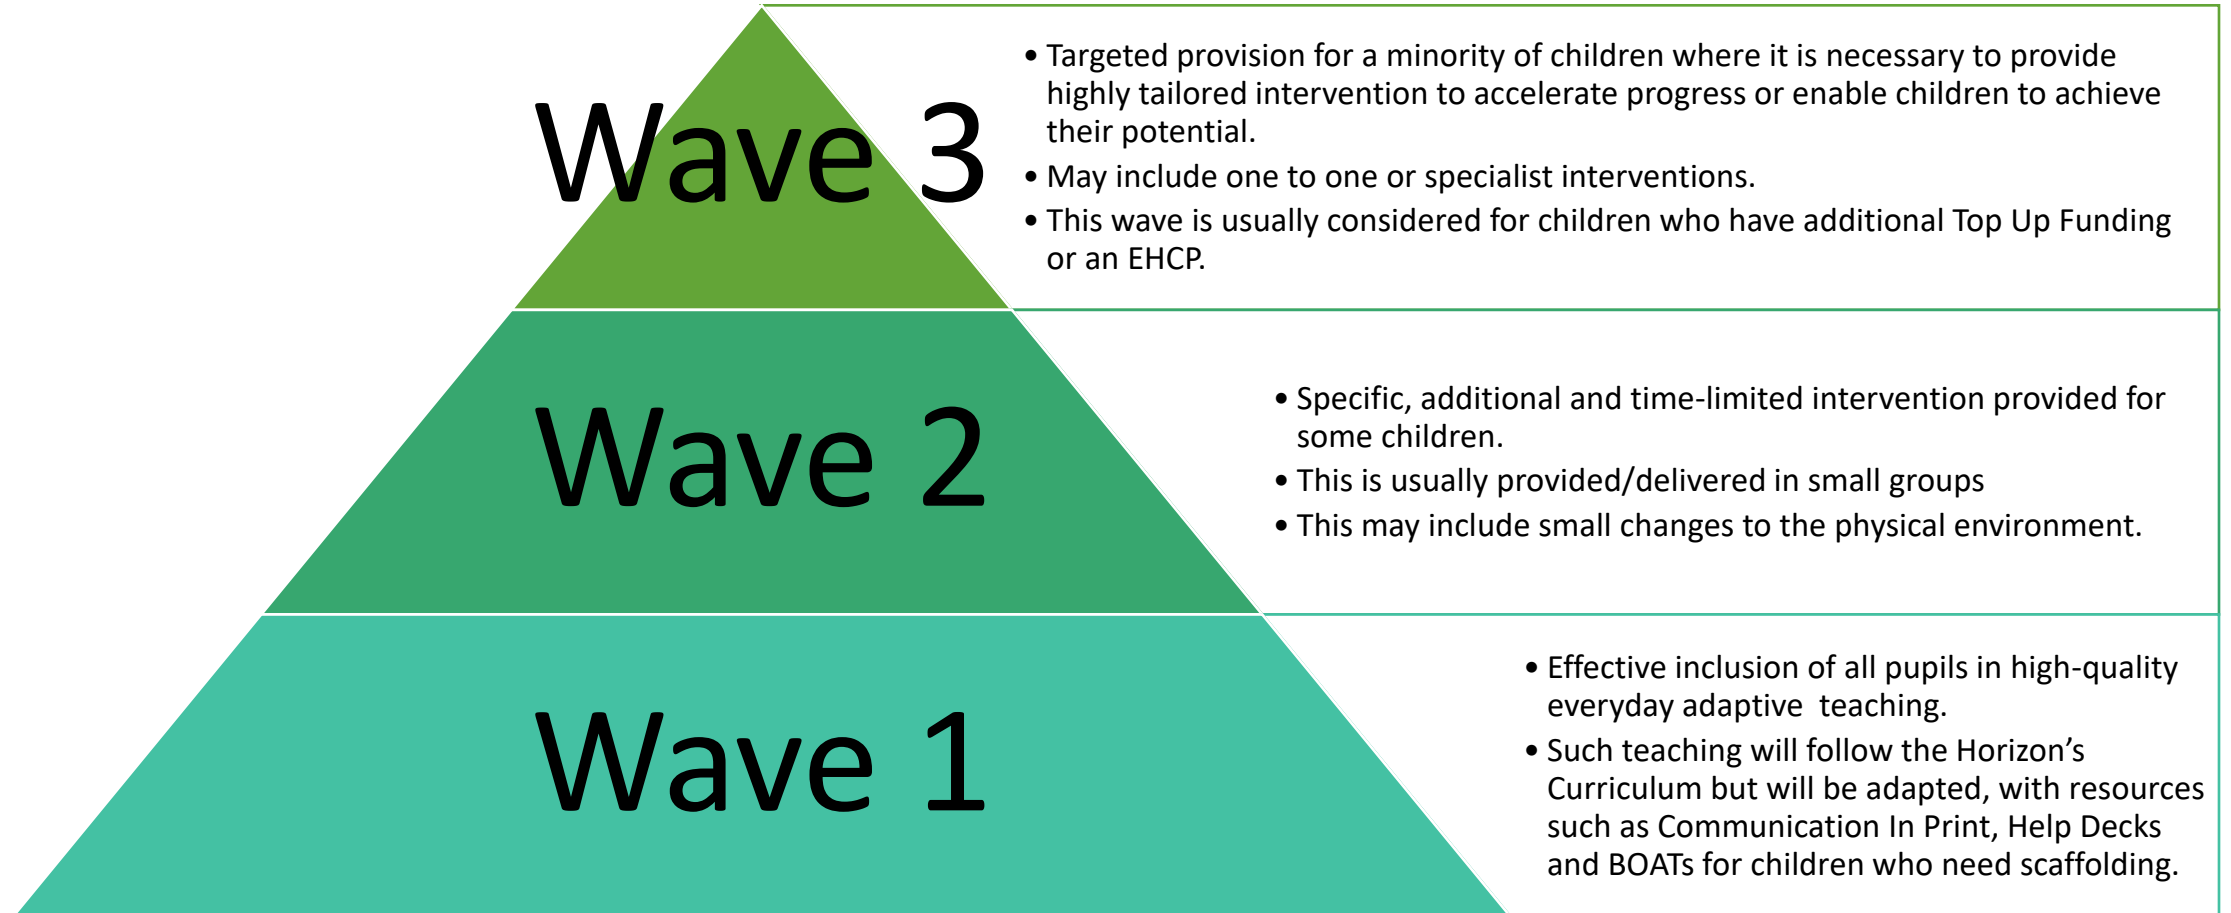 Wave 3
• Targeted provision for a minority of children where it is necessary to provide
highly tailored intervention to accelerate progress or enable children to achieve
their potential.
• May include one to one or specialist interventions.
• This wave is usually considered for children who have additional Top Up Funding
or an EHCP.
Wave 2
• Specific, additional and time-limited intervention provided for
some children.
• This is usually provided/delivered in small groups
• This may include small changes to the physical environment.
Wave 1
• Effective inclusion of all pupils in high-quality
everyday adaptive  teaching.
• Such teaching will follow the Horizon’s
Curriculum but will be adapted, with resources
such as Communication In Print, Help Decks
and BOATs for children who need scaffolding.